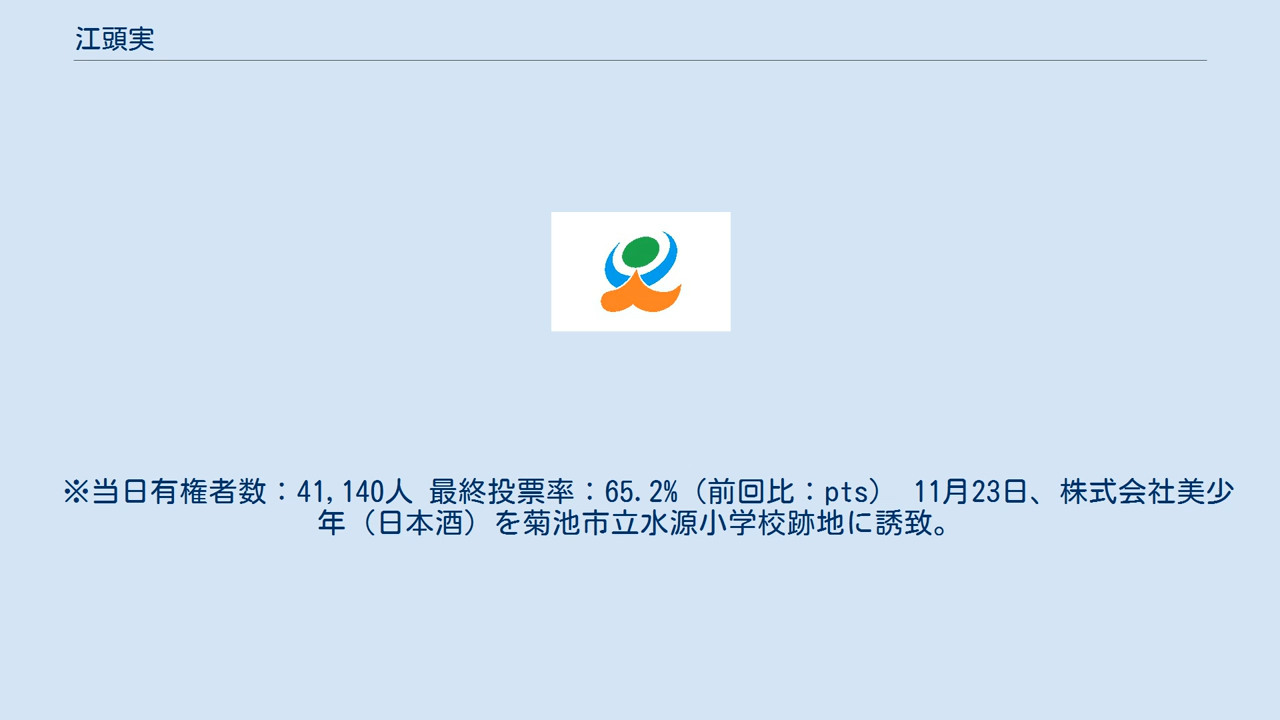 江頭実
※当日有権者数：41,140人 最終投票率：65.2%（前回比：pts） 11月23日、株式会社美少
年（日本酒）を菊池市立水源小学校跡地に誘致。